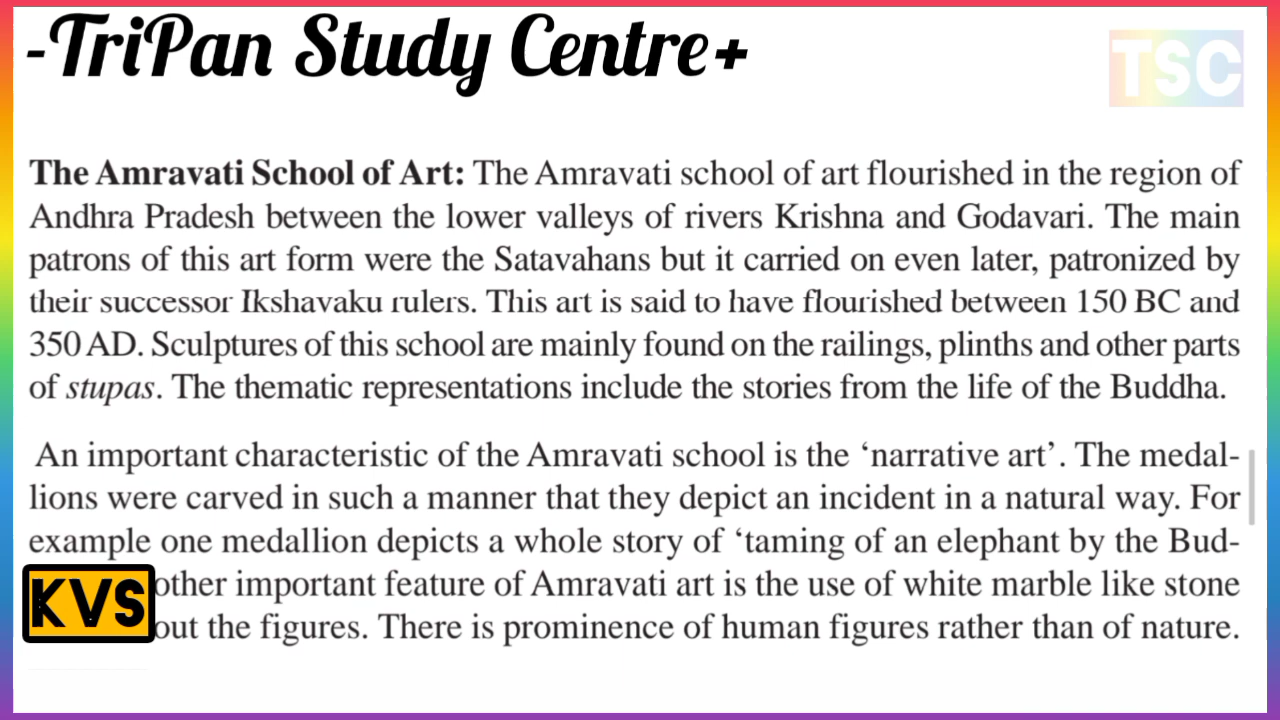 -TriPan Study Centre+
TSC
The Amravati School of Art: The Amravati school of art flourished in the region of
Andhra Pradesh between the lower valleys of rivers Krishna and Godavari. The main
patrons of this art form were the Satavahans but it carried on even later, patronized by
their successor Ikshavaku rulers. This art is said to have flourished between 150 BC and
350 AD. Sculptures of this school are mainly found on the railings, plinths and other parts
of stupas. The thematic representations include the stories from the life of the Buddha.
An important characteristic of the Amravati school is the ‘narrative art’. The medal-
lions were carved in such a manner that they depict an incident in a natural way. For
example one medallion depicts a whole story of ‘taming of an elephant by the Bud-
other important feature of Amravati art is the use of white marble like stone
out the figures. There is prominence of human figures rather than of nature.
KVS